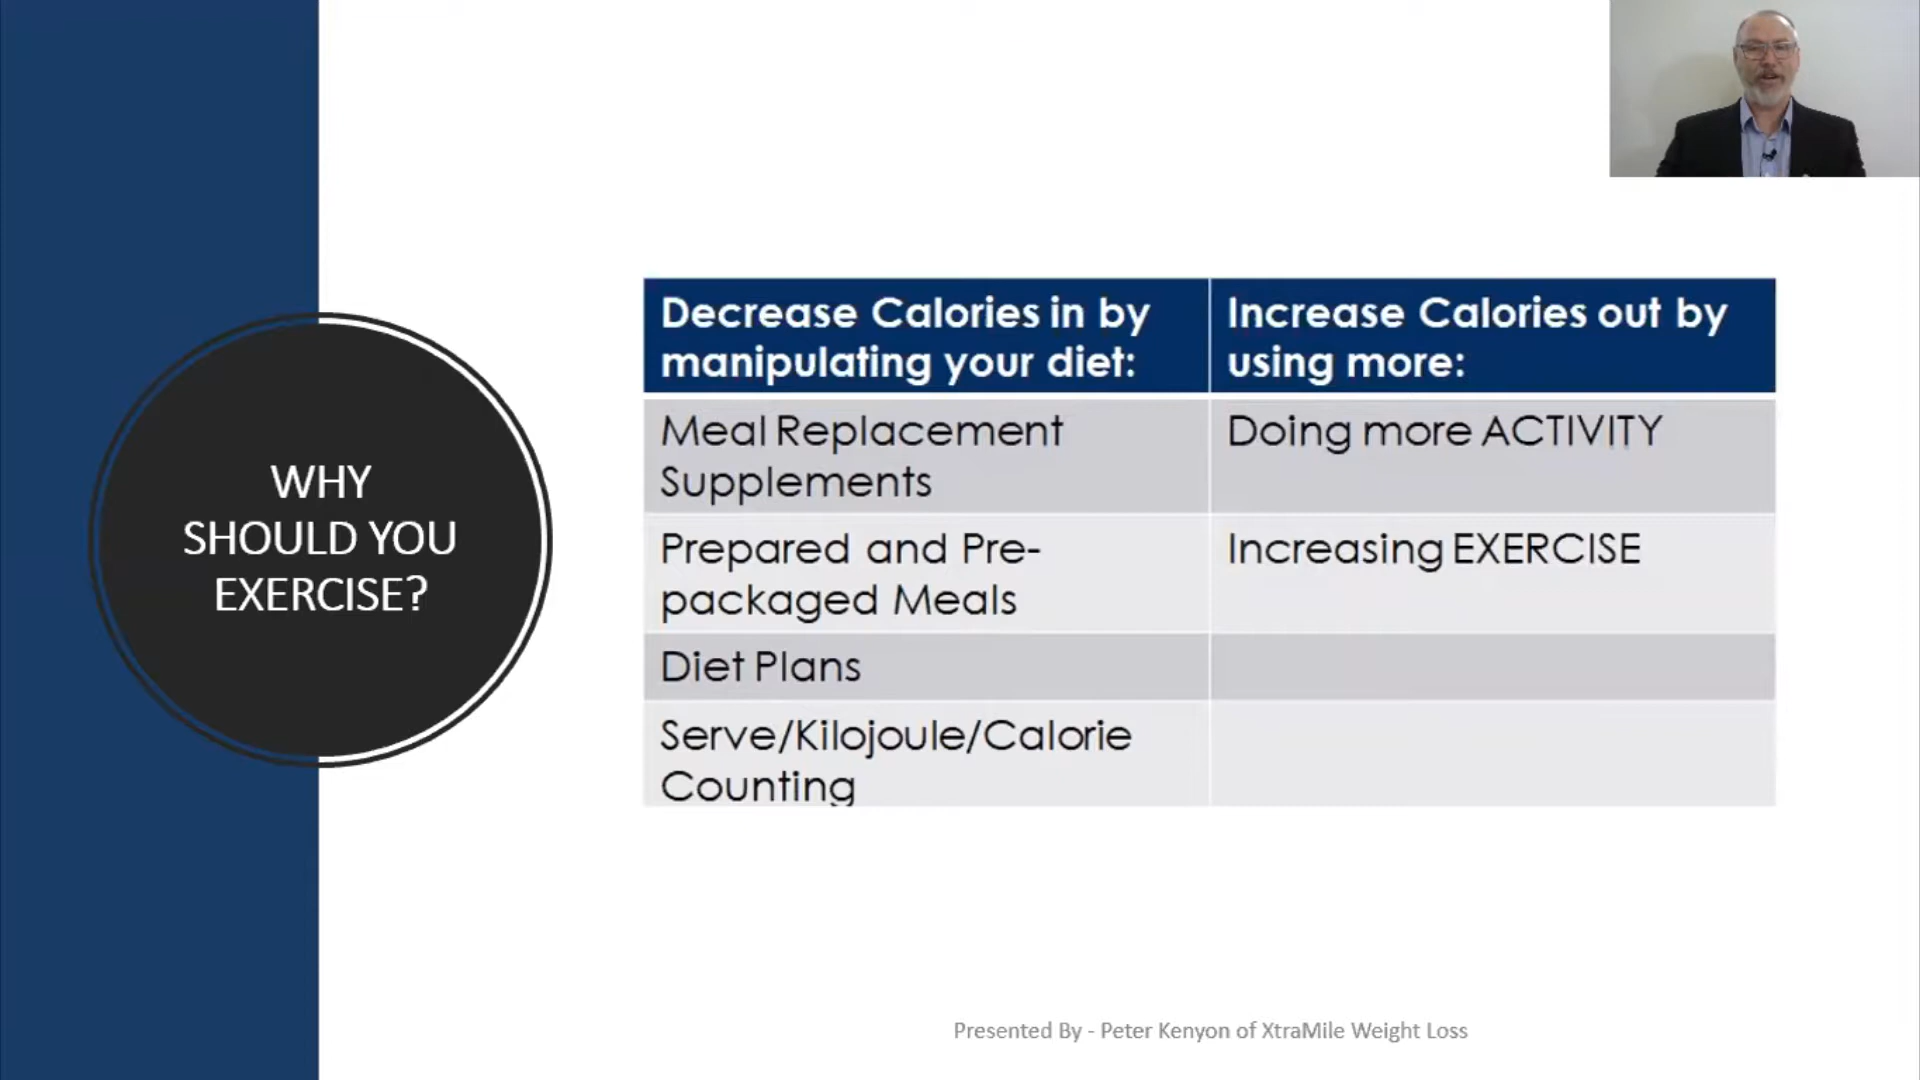 WHY
SHOULD YOU
EXERCISE?
Decrease Calories in by
manipulating your diet:
Increase Calories out by
using more:
Meal Replacement
Supplements
Doing more ACTIVITY
Prepared and Pre-
packaged Meals
Increasing EXERCISE
Diet Plans
Serve/Kilojoule/Calorie
Counting
Presented By - Peter Kenyon of XtraMile Weight Loss